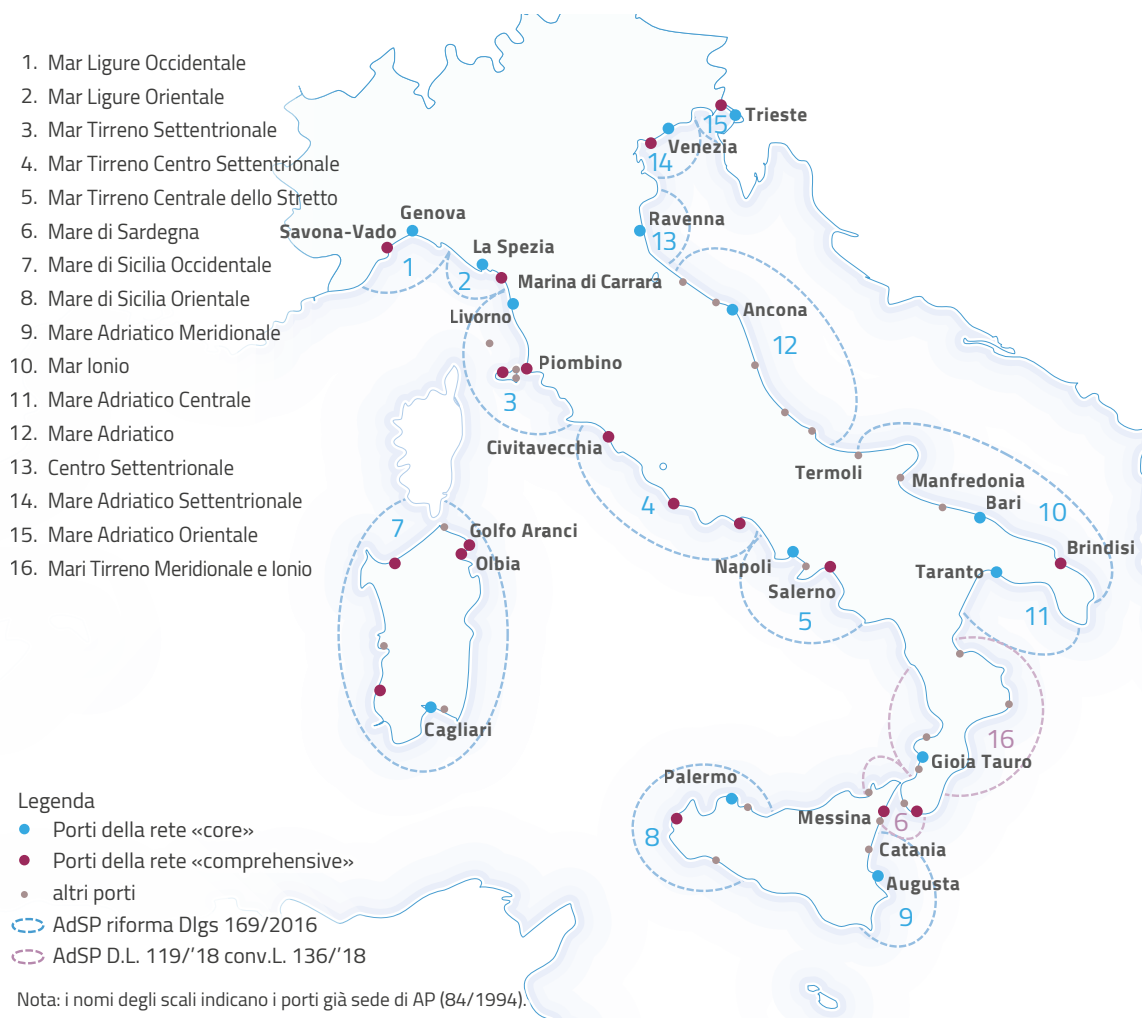 1. Mar Ligure Occidentale
2. Mar Ligure Orientale
3. Mar Tirreno Settentrionale
4. Mar Tirreno Centro Settentrionale
5. Mar Tirreno Centrale dello Stretto
6. Mare di Sardegna
7. Mare di Sicilia Occidentale
8. Mare di Sicilia Orientale
9. Mare Adriatico Meridionale
10. Mar Ionio
11. Mare Adriatico Centrale
12. Mare Adriatico
13. Centro Settentrionale
14. Mare Adriatico Settentrionale
15. Mare Adriatico Orientale
16. Mari Tirreno Meridionale e Ionio
15
Trieste
Venezia
14
Genova
Savona-Vado
Ravenna
13
La Spezia
1
2
Marina di Carrara
Livorno
Ancona
12
Piombino
3
Civitavecchia
Termoli
Manfredonia
Bari
10
4
7
Golfo Aranci
Olbia
Brindisi
Napoli
Taranto
Salerno
5
11
Cagliari
16
Gioia Tauro
Palermo
Messina
6
8
Catania
Augusta
9
Legenda
Porti della rete «core»
Porti della rete «comprehensive»
altri porti
AdSP riforma Dlgs 169/2016
AdSP D.L. 119/'18 conv.L. 136/'18
Nota: i nomi degli scali indicano i porti già sede di AP (84/1994).